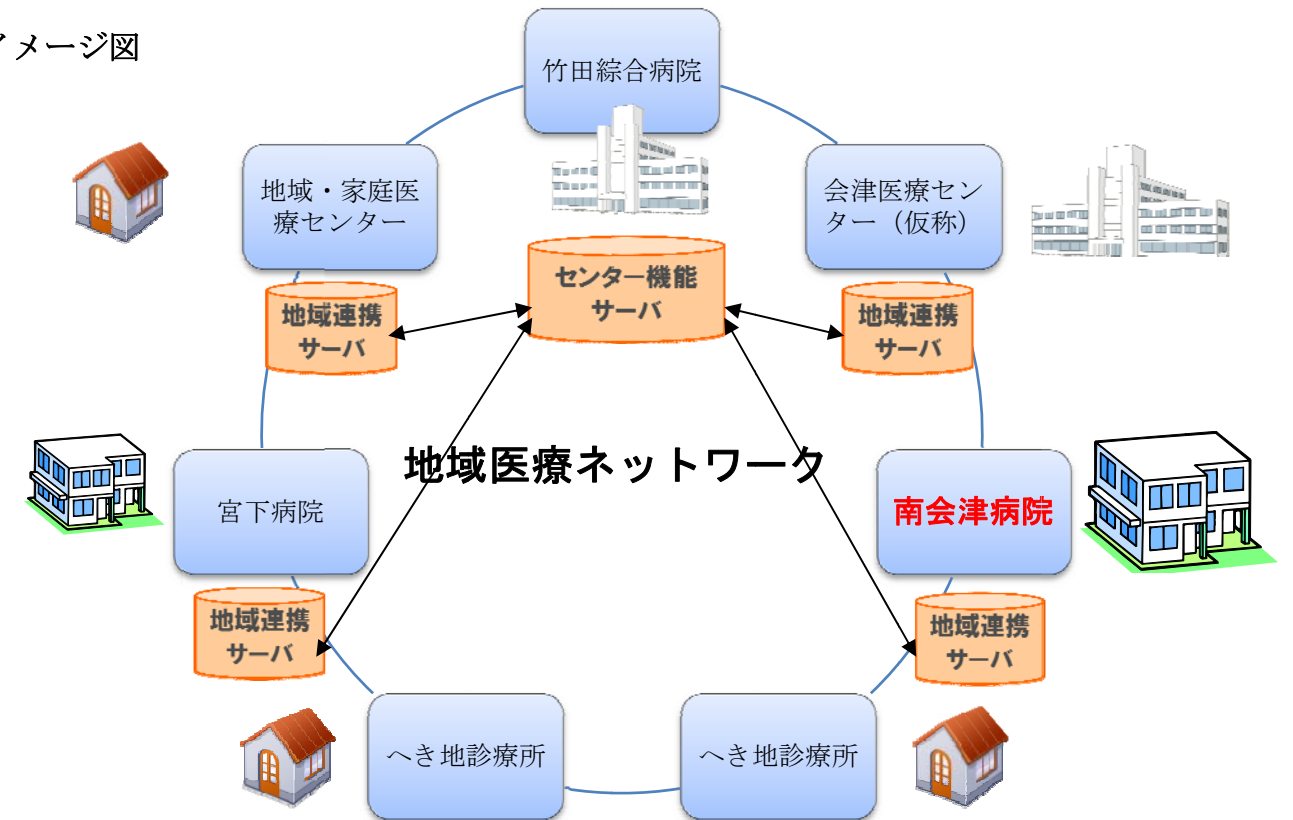 イメージ図
竹田綜合病院
地域・家庭医
療センター
会津医療セン
ター（仮称）
センター機能
サーバ
地域連携
サーバ
地域連携
サーバ
地域医療ネットワーク
宮下病院
南会津病院
地域連携
サーバ
地域連携
サーバ
へき地診療所
へき地診療所